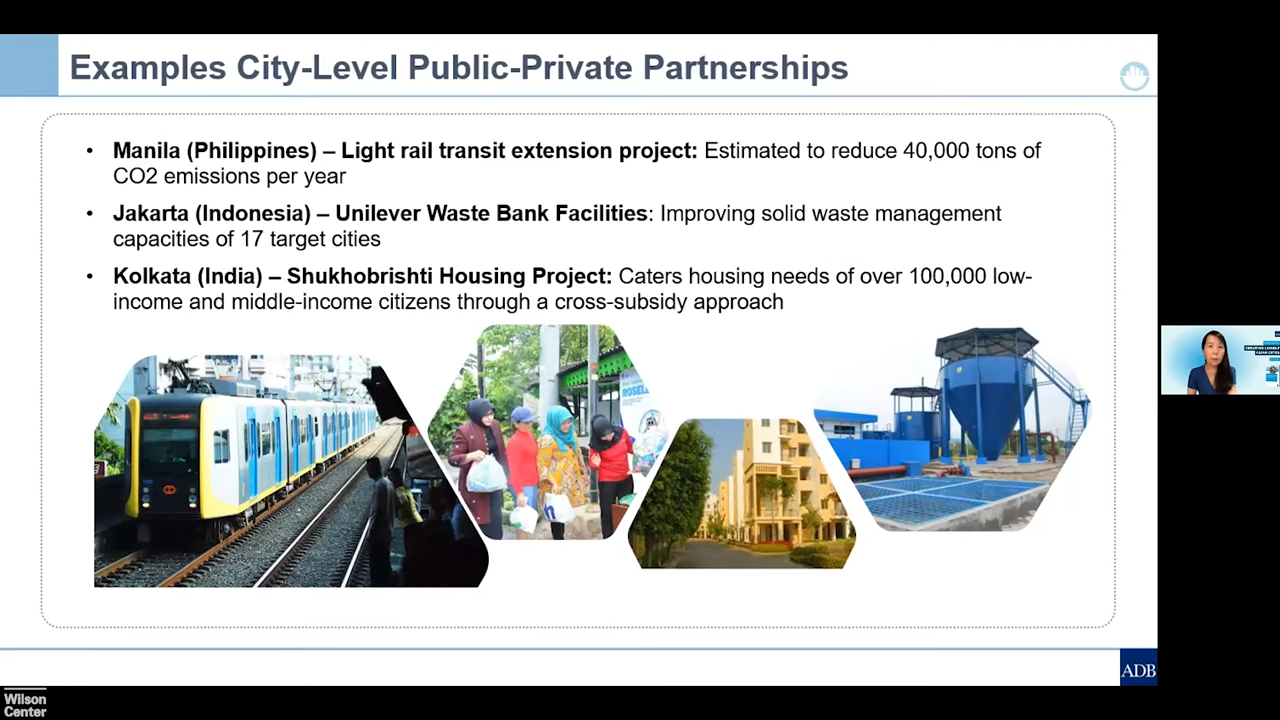 Examples City-Level Public-Private Partnerships
• Manila (Philippines) – Light rail transit extension project: Estimated to reduce 40,000 tons of
CO2 emissions per year
• Jakarta (Indonesia) – Unilever Waste Bank Facilities: Improving solid waste management
capacities of 17 target cities
• Kolkata (India) – Shukhobrishti Housing Project: Caters housing needs of over 100,000 low-
income and middle-income citizens through a cross-subsidy approach
ADB
Wilson
Center